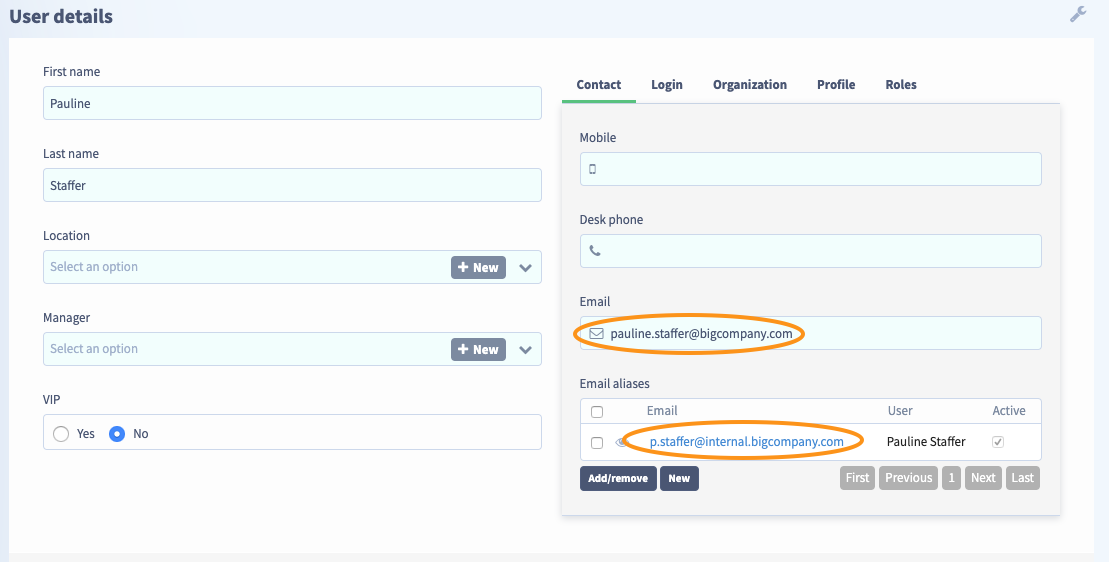 User details
First name
Pauline
Last name
Staffer
Location
Select an option
New
Manager
Select an option
New
VIP
Yes
No
Contact Login Organization Profile Roles
Mobile
Desk phone
Email
pauline.staffer@bigcompany.com
Email aliases
Email User Active
p.staffer@internal.bigcompany.com Pauline Staffer
Add/remove New First Previous 1 Next Last